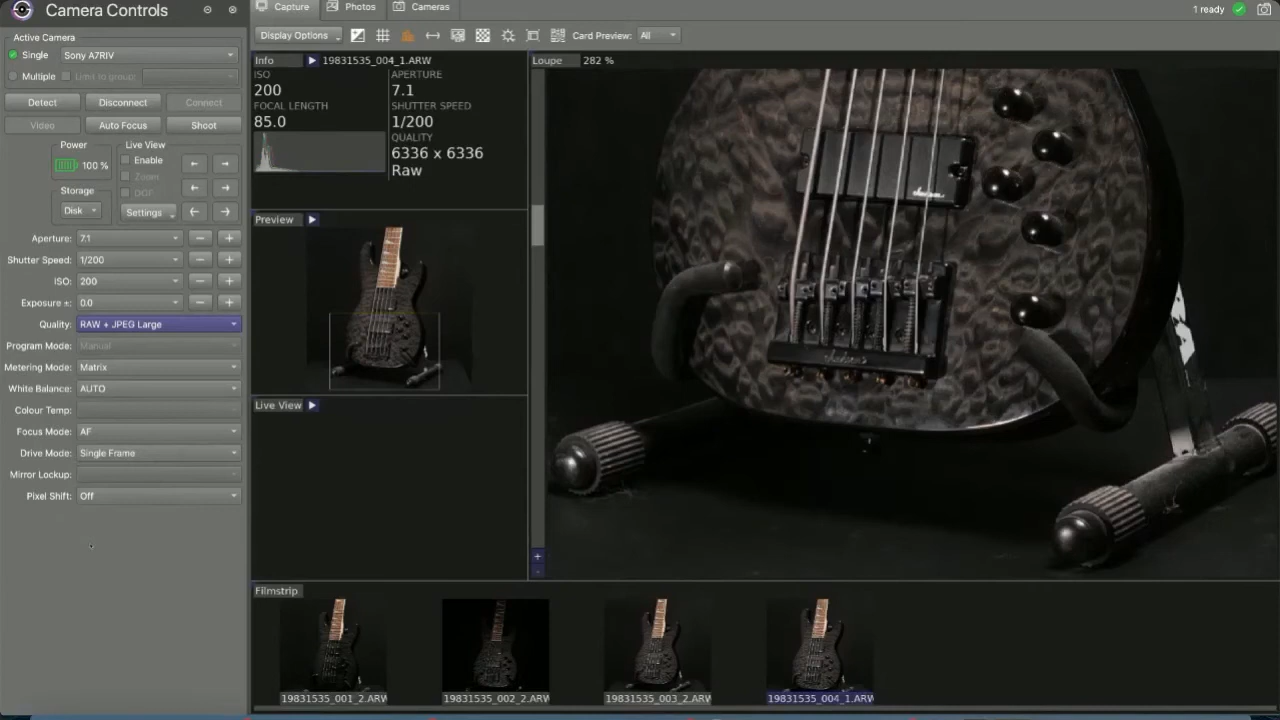 Camera Controls
Capture
Photos
Cameras
1 ready
Active Camera
Single
Sony A7RIV
Multiple
Limit to group:
Detect
Disconnect
Connect
Video
Auto Focus
Shoot
Power
Live View
100 %
Enable
Zoom
DOF
Storage
Disk
Settings
Aperture:
7.1
Shutter Speed:
1/200
ISO:
200
Exposure ±:
0.0
Quality:
RAW + JPEG Large
Program Mode:
Manual
Metering Mode:
Matrix
White Balance:
AUTO
Colour Temp:
Focus Mode:
AF
Drive Mode:
Single Frame
Mirror Lockup:
Pixel Shift:
Off
Display Options
Card Preview:
All
Info
19831535_004_1.ARW
ISO
200
FOCAL LENGTH
85.0
APERTURE
7.1
SHUTTER SPEED
1/200
QUALITY
6336 x 6336
Raw
Preview
Live View
Loupe
282 %
Filmstrip
19831535_001_2.ARW
19831535_002_2.ARW
19831535_003_2.ARW
19831535_004_1.ARW